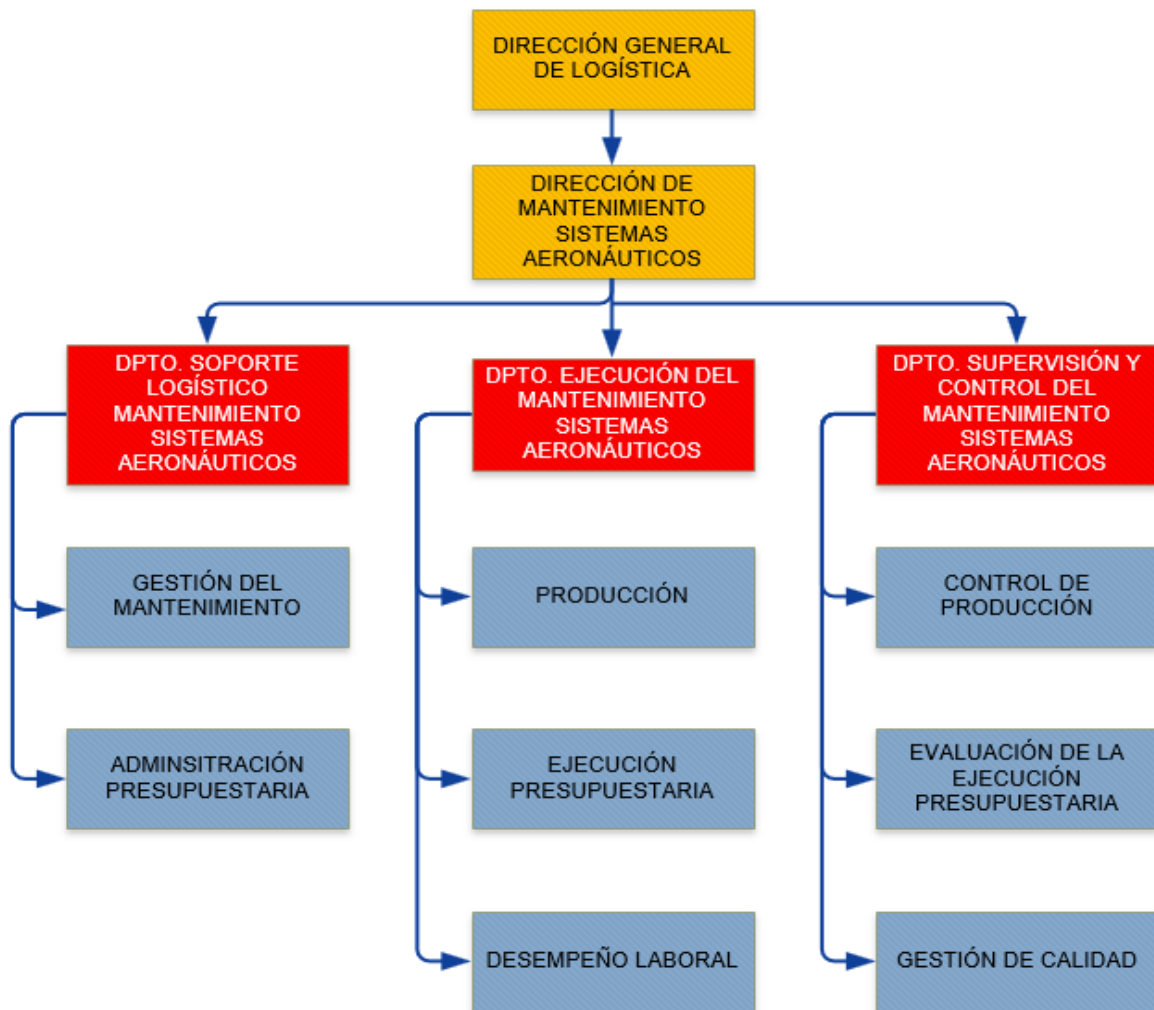 DIRECCIÓN GENERAL
DE LOGÍSTICA
DIRECCIÓN DE
MANTENIMIENTO
SISTEMAS
AERONÁUTICOS
DPTO. SOPORTE
LOGÍSTICO
MANTENIMIENTO
SISTEMAS
AERONÁUTICOS
DPTO. EJECUCIÓN DEL
MANTENIMIENTO
SISTEMAS
AERONÁUTICOS
DPTO. SUPERVISIÓN Y
CONTROL DEL
MANTENIMIENTO
SISTEMAS
AERONÁUTICOS
GESTIÓN DEL
MANTENIMIENTO
PRODUCCIÓN
CONTROL DE
PRODUCCIÓN
ADMINSITRACIÓN
PRESUPUESTARIA
EJECUCIÓN
PRESUPUESTARIA
EVALUACIÓN DE LA
EJECUCIÓN
PRESUPUESTARIA
DESEMPEÑO LABORAL
GESTIÓN DE CALIDAD